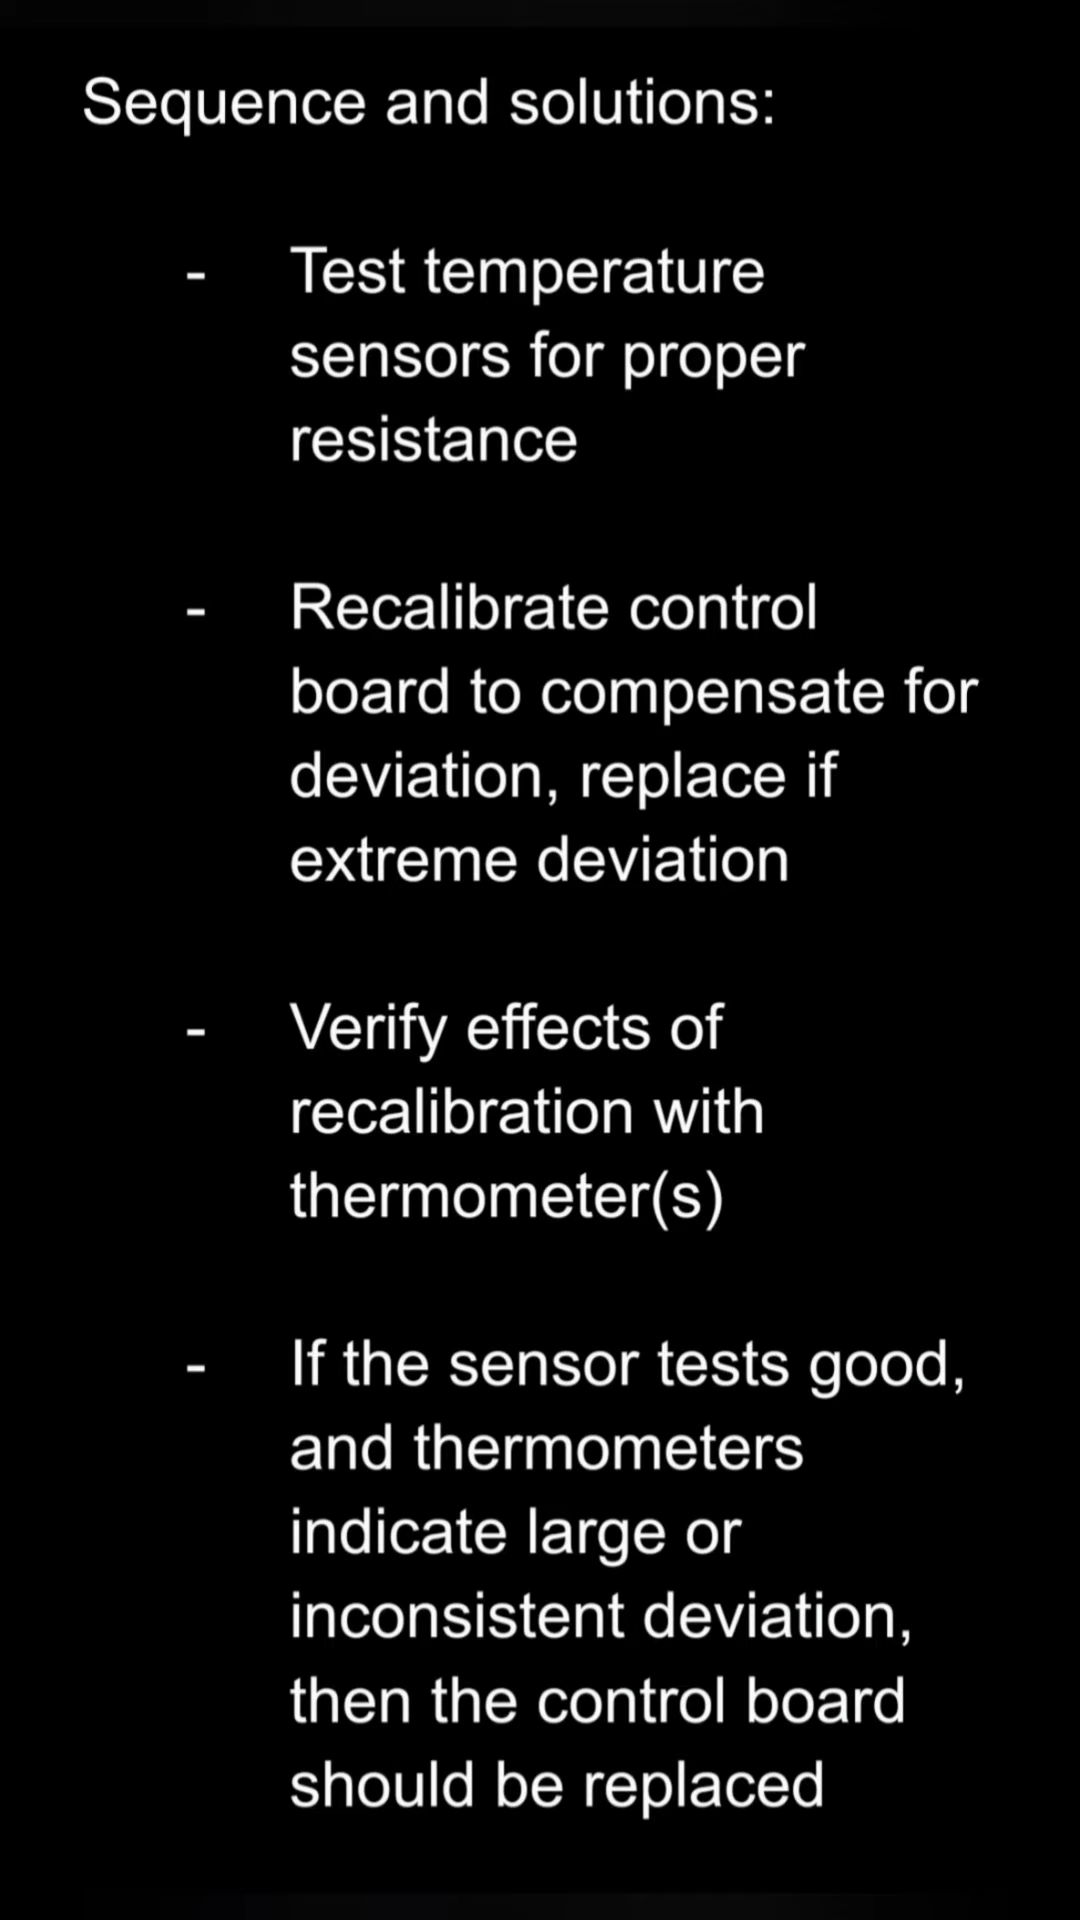 Sequence and solutions:
- Test temperature
sensors for proper
resistance
- Recalibrate control
board to compensate for
deviation, replace if
extreme deviation
- Verify effects of
recalibration with
thermometer(s)
- If the sensor tests good,
and thermometers
indicate large or
inconsistent deviation,
then the control board
should be replaced